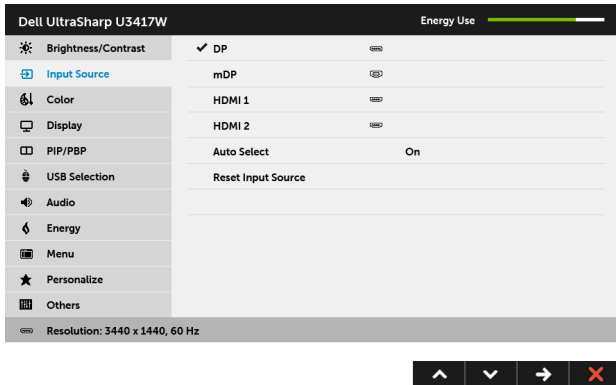 Dell UltraSharp U3417W Energy Use
Brightness/Contrast DP
Input Source mDP
Color HDMI 1
Display HDMI 2
PIP/PBP Auto Select On
USB Selection Reset Input Source
Audio
Energy
Menu
Personalize
Others
Resolution: 3440 x 1440, 60 Hz